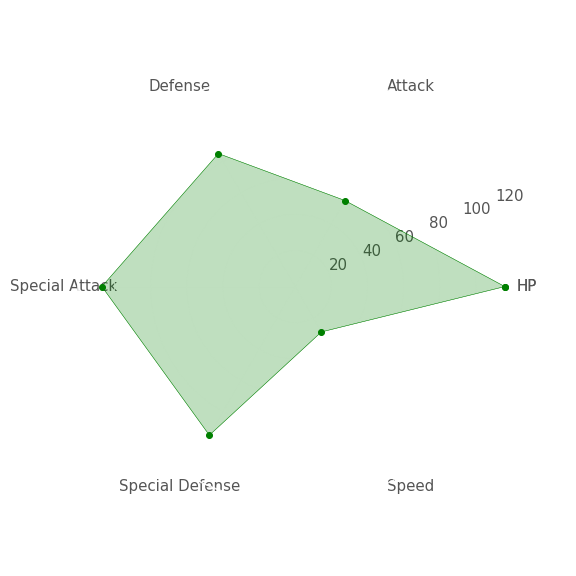 Defense
Attack
120
100
80
60
40
20
Special Attack
HP
Special Defense
Speed